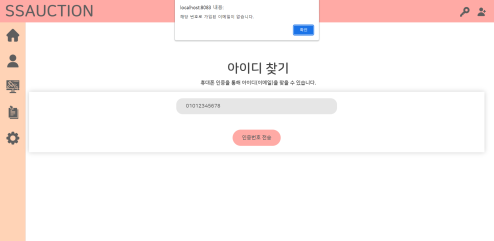 SSAUCTION
localhost:8083 내용:
해당 번호로 가입된 이메일이 없습니다.
확인
아이디 찾기
휴대폰 인증을 통해 아이디(이메일)을 찾을 수 있습니다.
01012345678
인증번호 전송